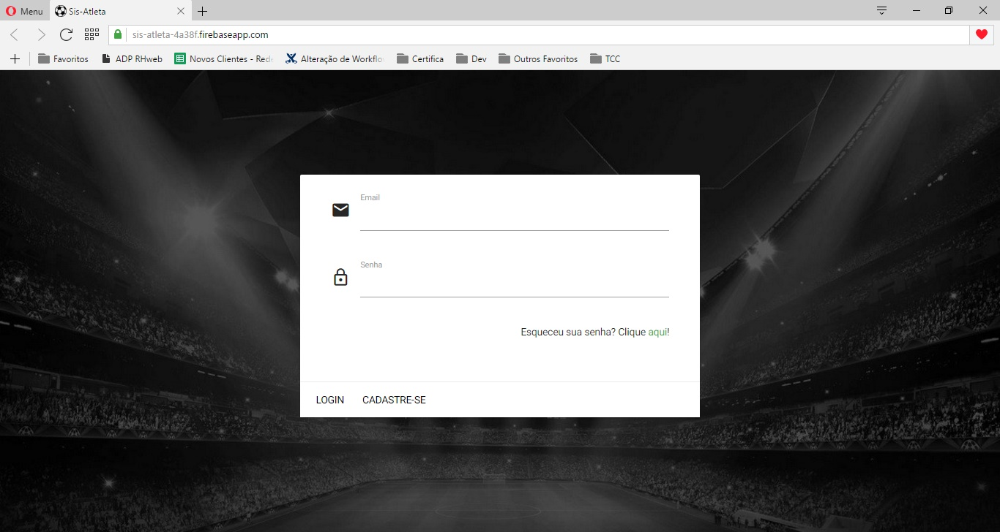 Menu
Sis-Atleta
sis-atleta-4a38f.firebaseapp.com
Favoritos
ADP RHweb
Novos Clientes - Rede
Alteração de Workflo
Certifica
Dev
Outros Favoritos
TCC
Email
Senha
Esqueceu sua senha? Clique aqui!
LOGIN
CADASTRE-SE